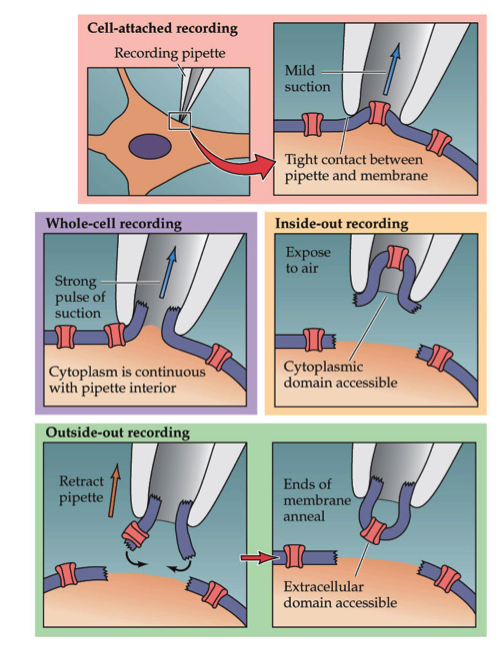 Cell-attached recording
Recording pipette
Mild
suction
Tight contact between
pipette and membrane
Whole-cell recording
Strong
pulse of
suction
Cytoplasm is continuous
with pipette interior
Inside-out recording
Expose
to air
Cytoplasmic
domain accessible
Outside-out recording
Retract
pipette
Ends of
membrane
anneal
Extracellular
domain accessible